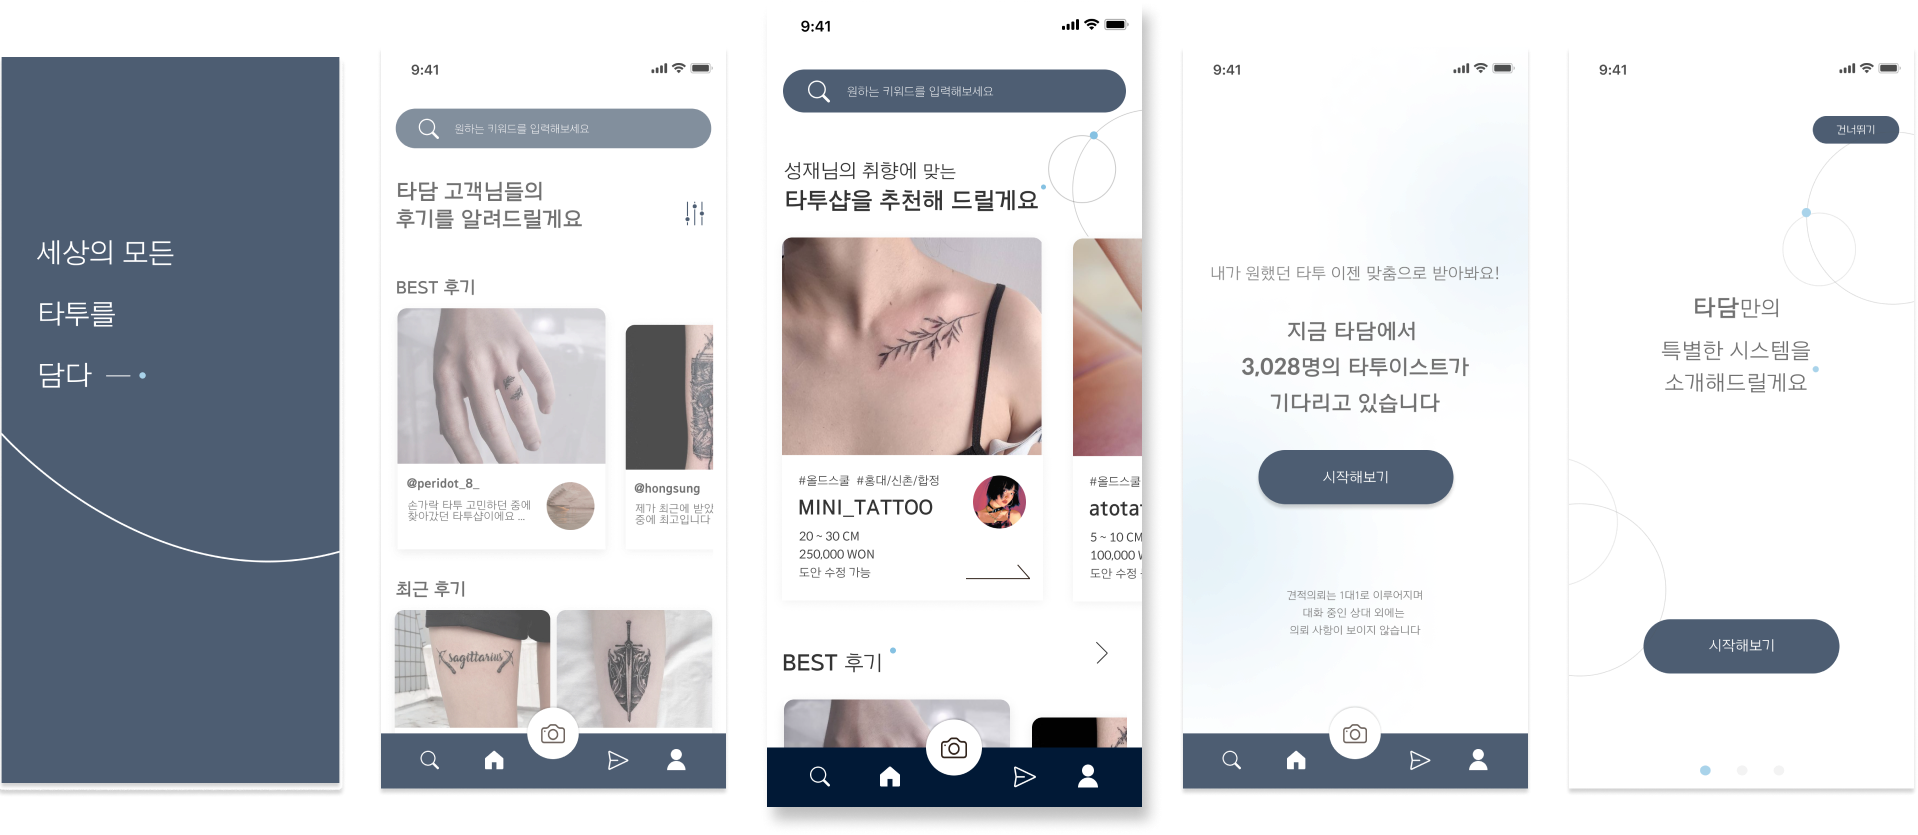 세상의 모든
타투를
담다
9:41
원하는 키워드를 입력해보세요
타담 고객님들의
후기를 알려드릴게요
BEST 후기
@peridot_8_
손가락 타투 고민하던 중에
찾아갔던 타투샵이에요 ...
@hongsung
제가 최근에 받았
중에 최고입니다
최근 후기
sagittarius
9:41
원하는 키워드를 입력해보세요
성재님의 취향에 맞는
타투샵을 추천해 드릴게요
#올드스쿨 #홍대/신촌/합정
MINI_TATTOO
20 ~ 30 CM
250,000 WON
도안 수정 가능
#올드스쿨
atota
5 ~ 10 CM
100,000
도안 수정
BEST 후기
9:41
내가 원했던 타투 이젠 맞춤으로 받아봐요!
지금 타담에서
3,028명의 타투이스트가
기다리고 있습니다
시작해보기
견적의뢰는 1대1로 이루어지며
대화 중인 상대 외에는
의뢰 사항이 보이지 않습니다
9:41
건너뛰기
타담만의
특별한 시스템을
소개해드릴게요
시작해보기